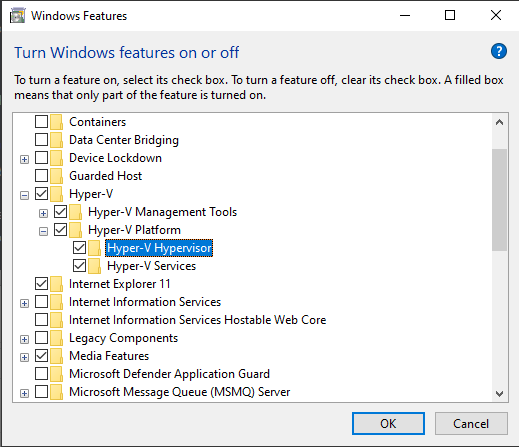 Windows Features
Turn Windows features on or off
To turn a feature on, select its check box. To turn a feature off, clear its check box. A filled box
means that only part of the feature is turned on.
Containers
Data Center Bridging
Device Lockdown
Guarded Host
Hyper-V
Hyper-V Management Tools
Hyper-V Platform
Hyper-V Hypervisor
Hyper-V Services
Internet Explorer 11
Internet Information Services
Internet Information Services Hostable Web Core
Legacy Components
Media Features
Microsoft Defender Application Guard
Microsoft Message Queue (MSMQ) Server
OK
Cancel